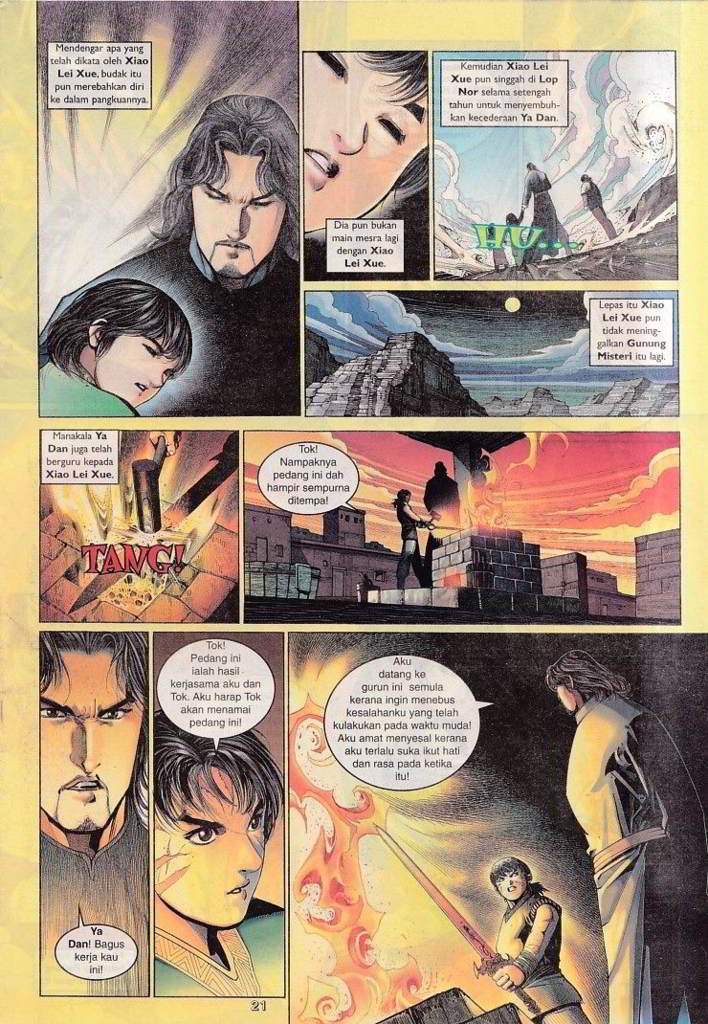 Mendengar apa yang
telah dikata oleh Xiao
Lei Xue, budak itu
pun merebahkan diri
ke dalam pangkuannya.
Dia pun bukan
main mesra lagi
dengan Xiao
Lei Xue.
Kemudian Xiao Lei
Xue pun singgah di Lop
Nor selama setengah
tahun untuk menyembuh-
kan kecederaan Ya Dan.
HU...
Lepas itu Xiao
Lei Xue pun
tidak mening-
galkan Gunung
Misteri itu lagi.
Manakala Ya
Dan juga telah
berguru kepada
Xiao Lei Xue.
TANG!
Tok!
Nampaknya
pedang ini dah
hampir sempurna
ditempa!
Ya
Dan! Bagus
kerja kau
ini!
Tok!
Pedang ini
ialah hasil
kerjasama aku dan
Tok. Aku harap Tok
akan menamai
pedang ini!
Aku
datang ke
gurun ini semula
kerana ingin menebus
kesalahanku yang telah
kulakukan pada waktu muda!
Aku amat menyesal kerana
aku terlalu suka ikut hati
dan rasa pada ketika
itu!
21